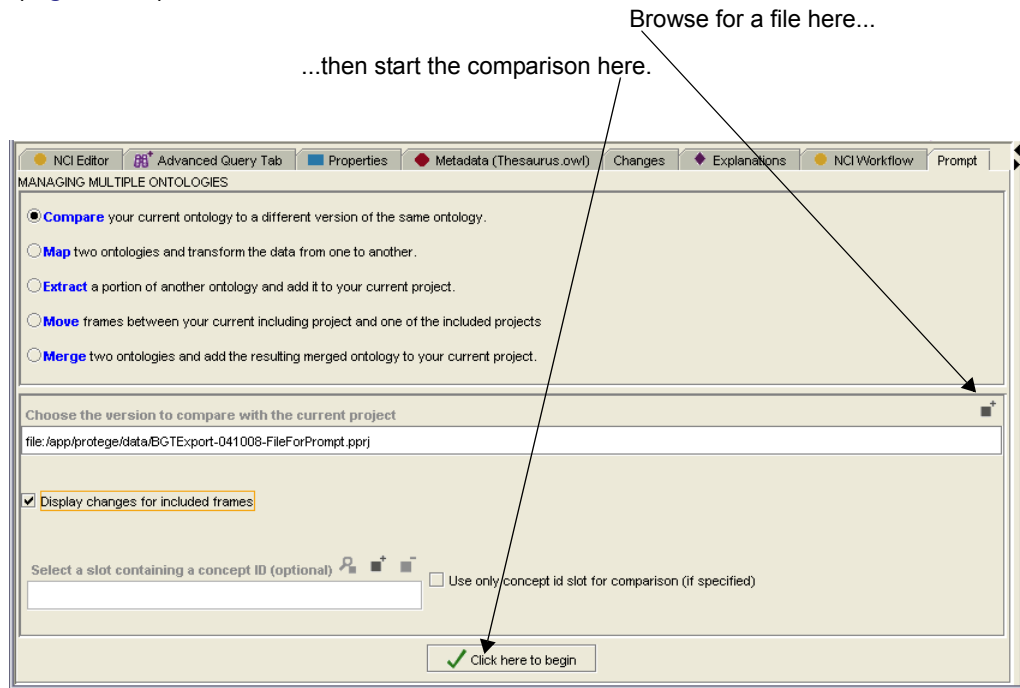 Browse for a file here...
...then start the comparison here.
NCI Editor Advanced Query Tab Properties Metadata (Thesaurus.owl) Changes Explanations NCI Workflow Prompt
MANAGING MULTIPLE ONTOLOGIES
Compare your current ontology to a different version of the same ontology.
Map two ontologies and transform the data from one to another.
Extract a portion of another ontology and add it to your current project.
Move frames between your current including project and one of the included projects
Merge two ontologies and add the resulting merged ontology to your current project.
Choose the version to compare with the current project
file:/app/protege/data/BGTExport-041008-FileForPrompt.pprj
Display changes for included frames
Select a slot containing a concept ID (optional)
Use only concept id slot for comparison (if specified)
Click here to begin